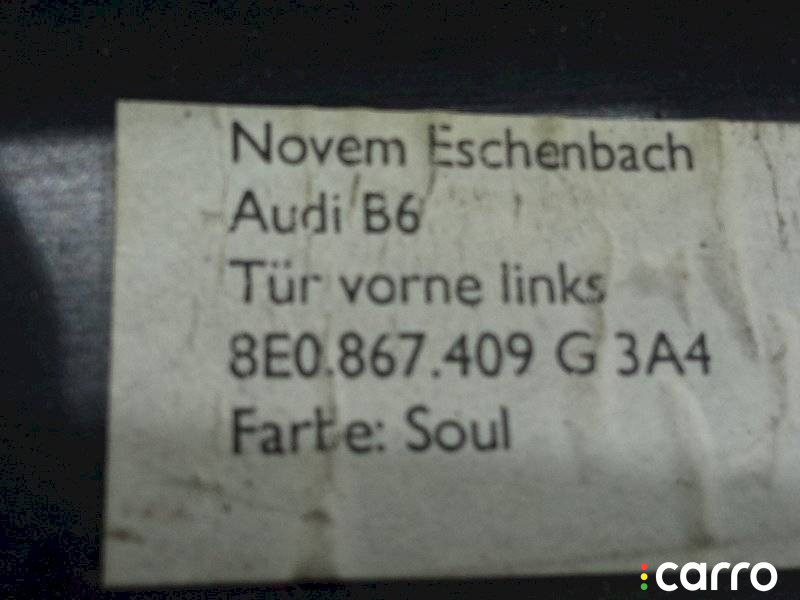 Novem Eschenbach
Audi B6
Tür vorne links
8E0.867.409 G 3A4
Farbe: Soul
carro